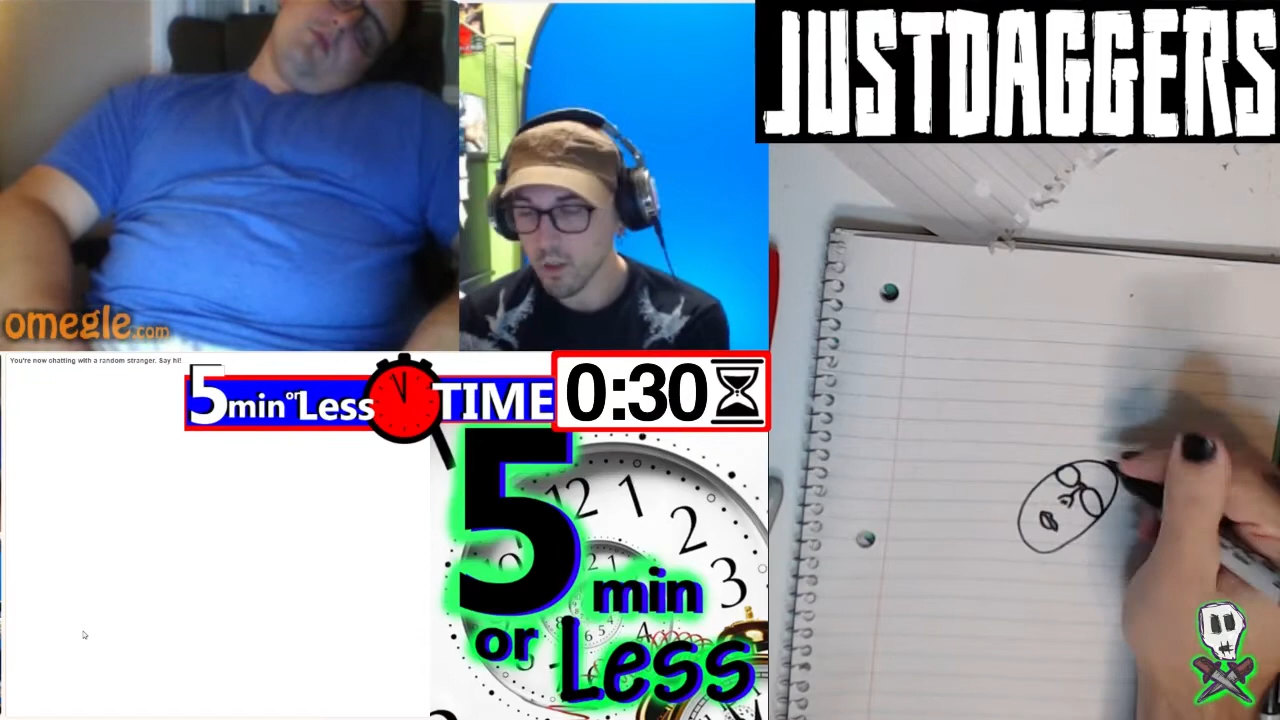 JUSTDAGGERS
omegle.com
You're now chatting with a random stranger. Say hi!
5min or Less TIME 0:30
12 1 2 3 4
5
min
or Less